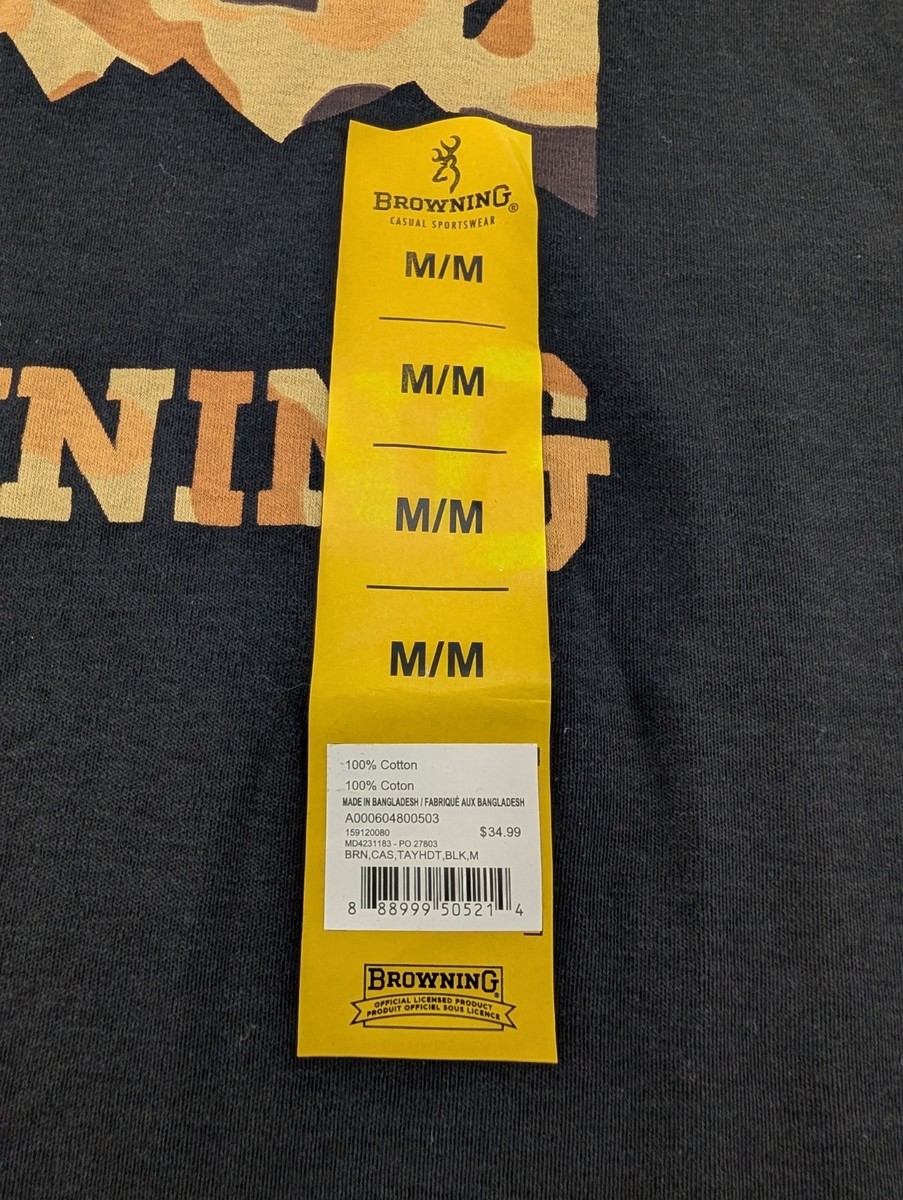 BROWNING®
CASUAL SPORTSWEAR
M/M
M/M
NING
M/M
M/M
100% Cotton
100% Coton
MADE IN BANGLADESH / FABRIQUÉ AUX BANGLADESH
A000604800503
159120080
$34.99
MD4231183 - PO 27803
BRN,CAS,TAYHDT,BLK,M
8 88999 50521 4
BROWNING®
OFFICIAL LICENSED PRODUCT
PRODUIT OFFICIEL SOUS LICENCE